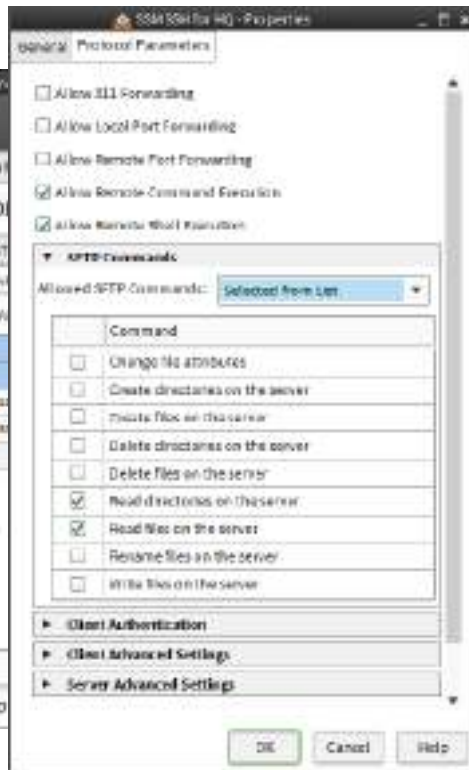 SSM SSH for HQ - Properties
General Protocol Parameters
Allow X11 Forwarding
Allow Local Port Forwarding
Allow Remote Port Forwarding
Allow Remote Command Execution
Allow Remote Shell Execution
SFTP Commands
Allowed SFTP Commands: Selected from List
Command
Change file attributes
Create directories on the server
Create files on the server
Delete directories on the server
Delete files on the server
Read directories on the server
Read files on the server
Rename files on the server
Write files on the server
Client Authentication
Client Advanced Settings
Server Advanced Settings
OK Cancel Help